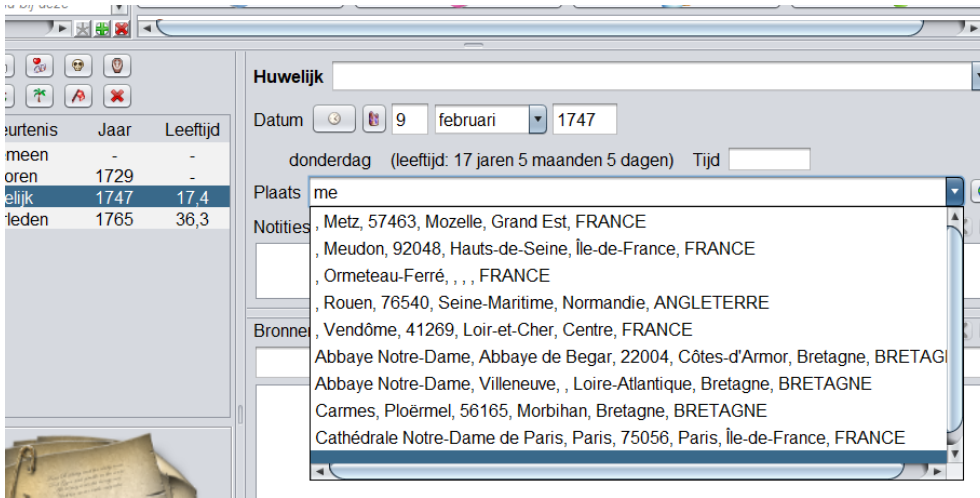 bij deze
Huwelijk
Datum 9 februari 1747
donderdag (leeftijd: 17 jaren 5 maanden 5 dagen) Tijd
Plaats me
Notities
Bronnen
eurtenis Jaar Leeftijd
emeen - -
oren 1729 -
elijk 1747 17,4
rleden 1765 36,3
, Metz, 57463, Mozelle, Grand Est, FRANCE
, Meudon, 92048, Hauts-de-Seine, Île-de-France, FRANCE
, Ormeteau-Ferré, , , , FRANCE
, Rouen, 76540, Seine-Maritime, Normandie, ANGLETERRE
, Vendôme, 41269, Loir-et-Cher, Centre, FRANCE
Abbaye Notre-Dame, Abbaye de Begar, 22004, Côtes-d'Armor, Bretagne, BRETAG
Abbaye Notre-Dame, Villeneuve, , Loire-Atlantique, Bretagne, BRETAGNE
Carmes, Ploërmel, 56165, Morbihan, Bretagne, BRETAGNE
Cathédrale Notre-Dame de Paris, Paris, 75056, Paris, Île-de-France, FRANCE